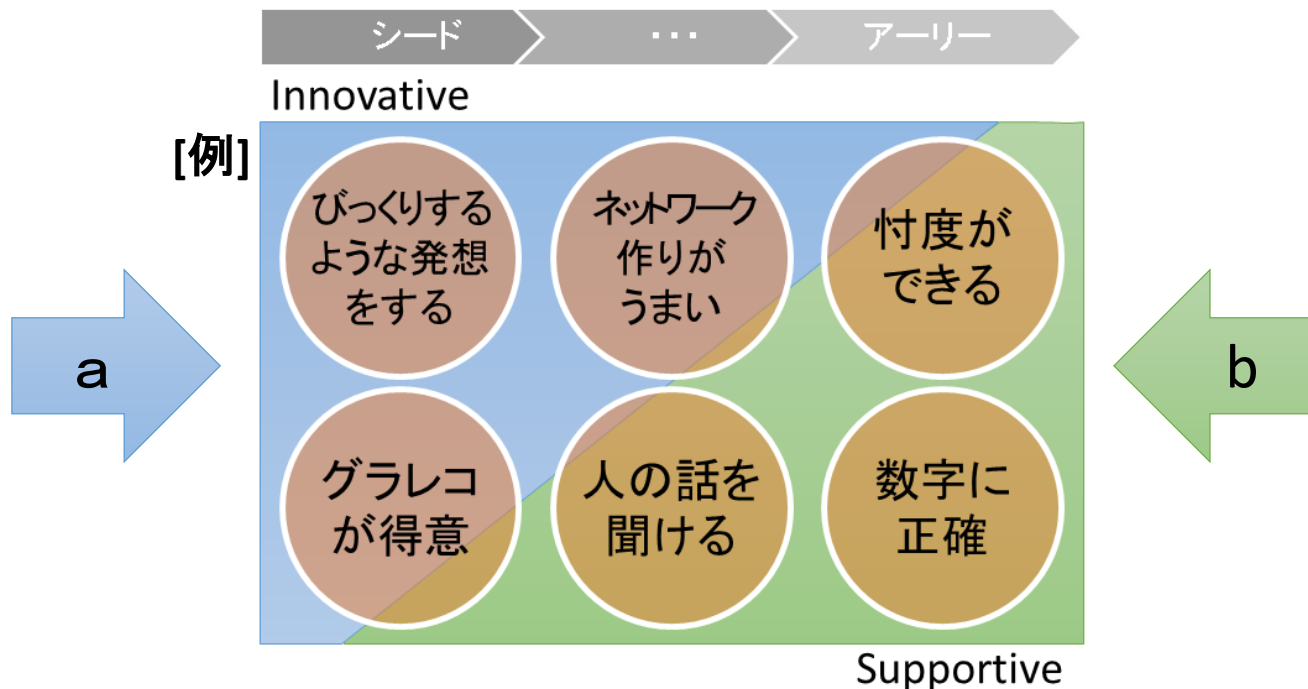 シード
・・・
アーリー
Innovative
[例]
びっくりする
ような発想
をする
ネットワーク
作りが
うまい
忖度が
できる
a
b
グラレコ
が得意
人の話を
聞ける
数字に
正確
Supportive